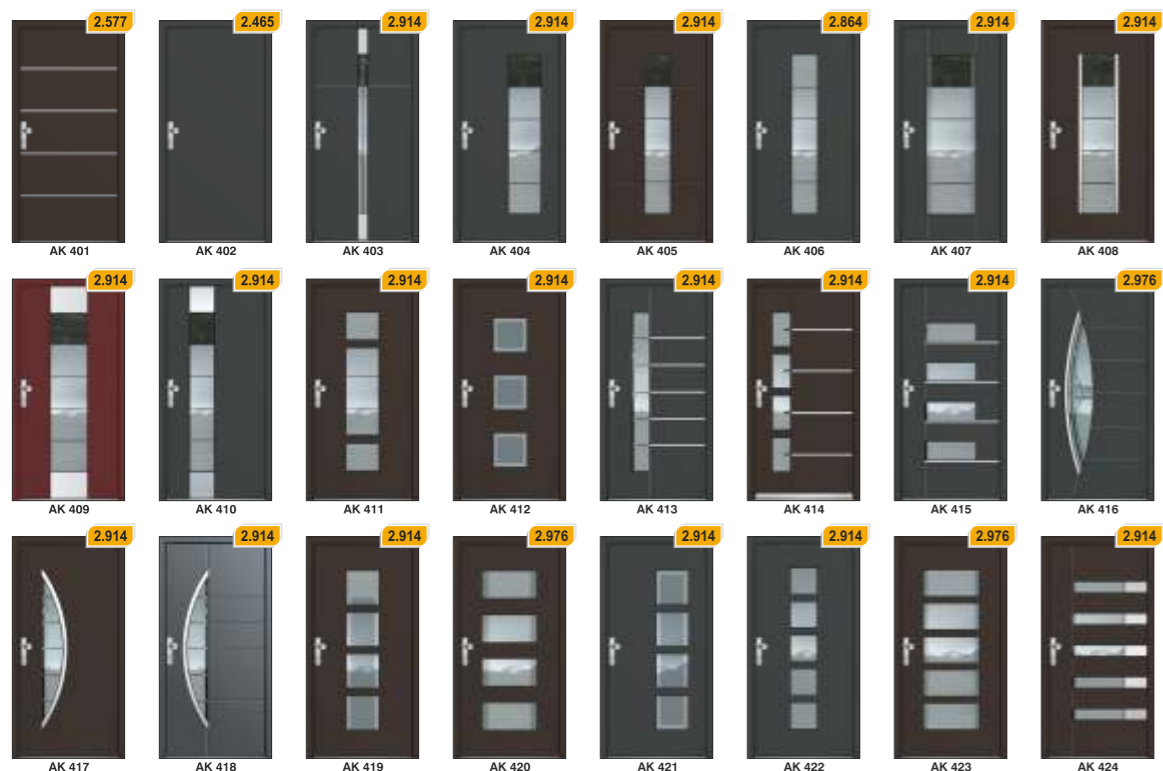 2.577 2.465 2.914 2.914 2.914 2.864 2.914 2.914
AK 401 AK 402 AK 403 AK 404 AK 405 AK 406 AK 407 AK 408
2.914 2.914 2.914 2.914 2.914 2.914 2.914 2.976
AK 409 AK 410 AK 411 AK 412 AK 413 AK 414 AK 415 AK 416
2.914 2.914 2.914 2.976 2.914 2.914 2.976 2.914
AK 417 AK 418 AK 419 AK 420 AK 421 AK 422 AK 423 AK 424